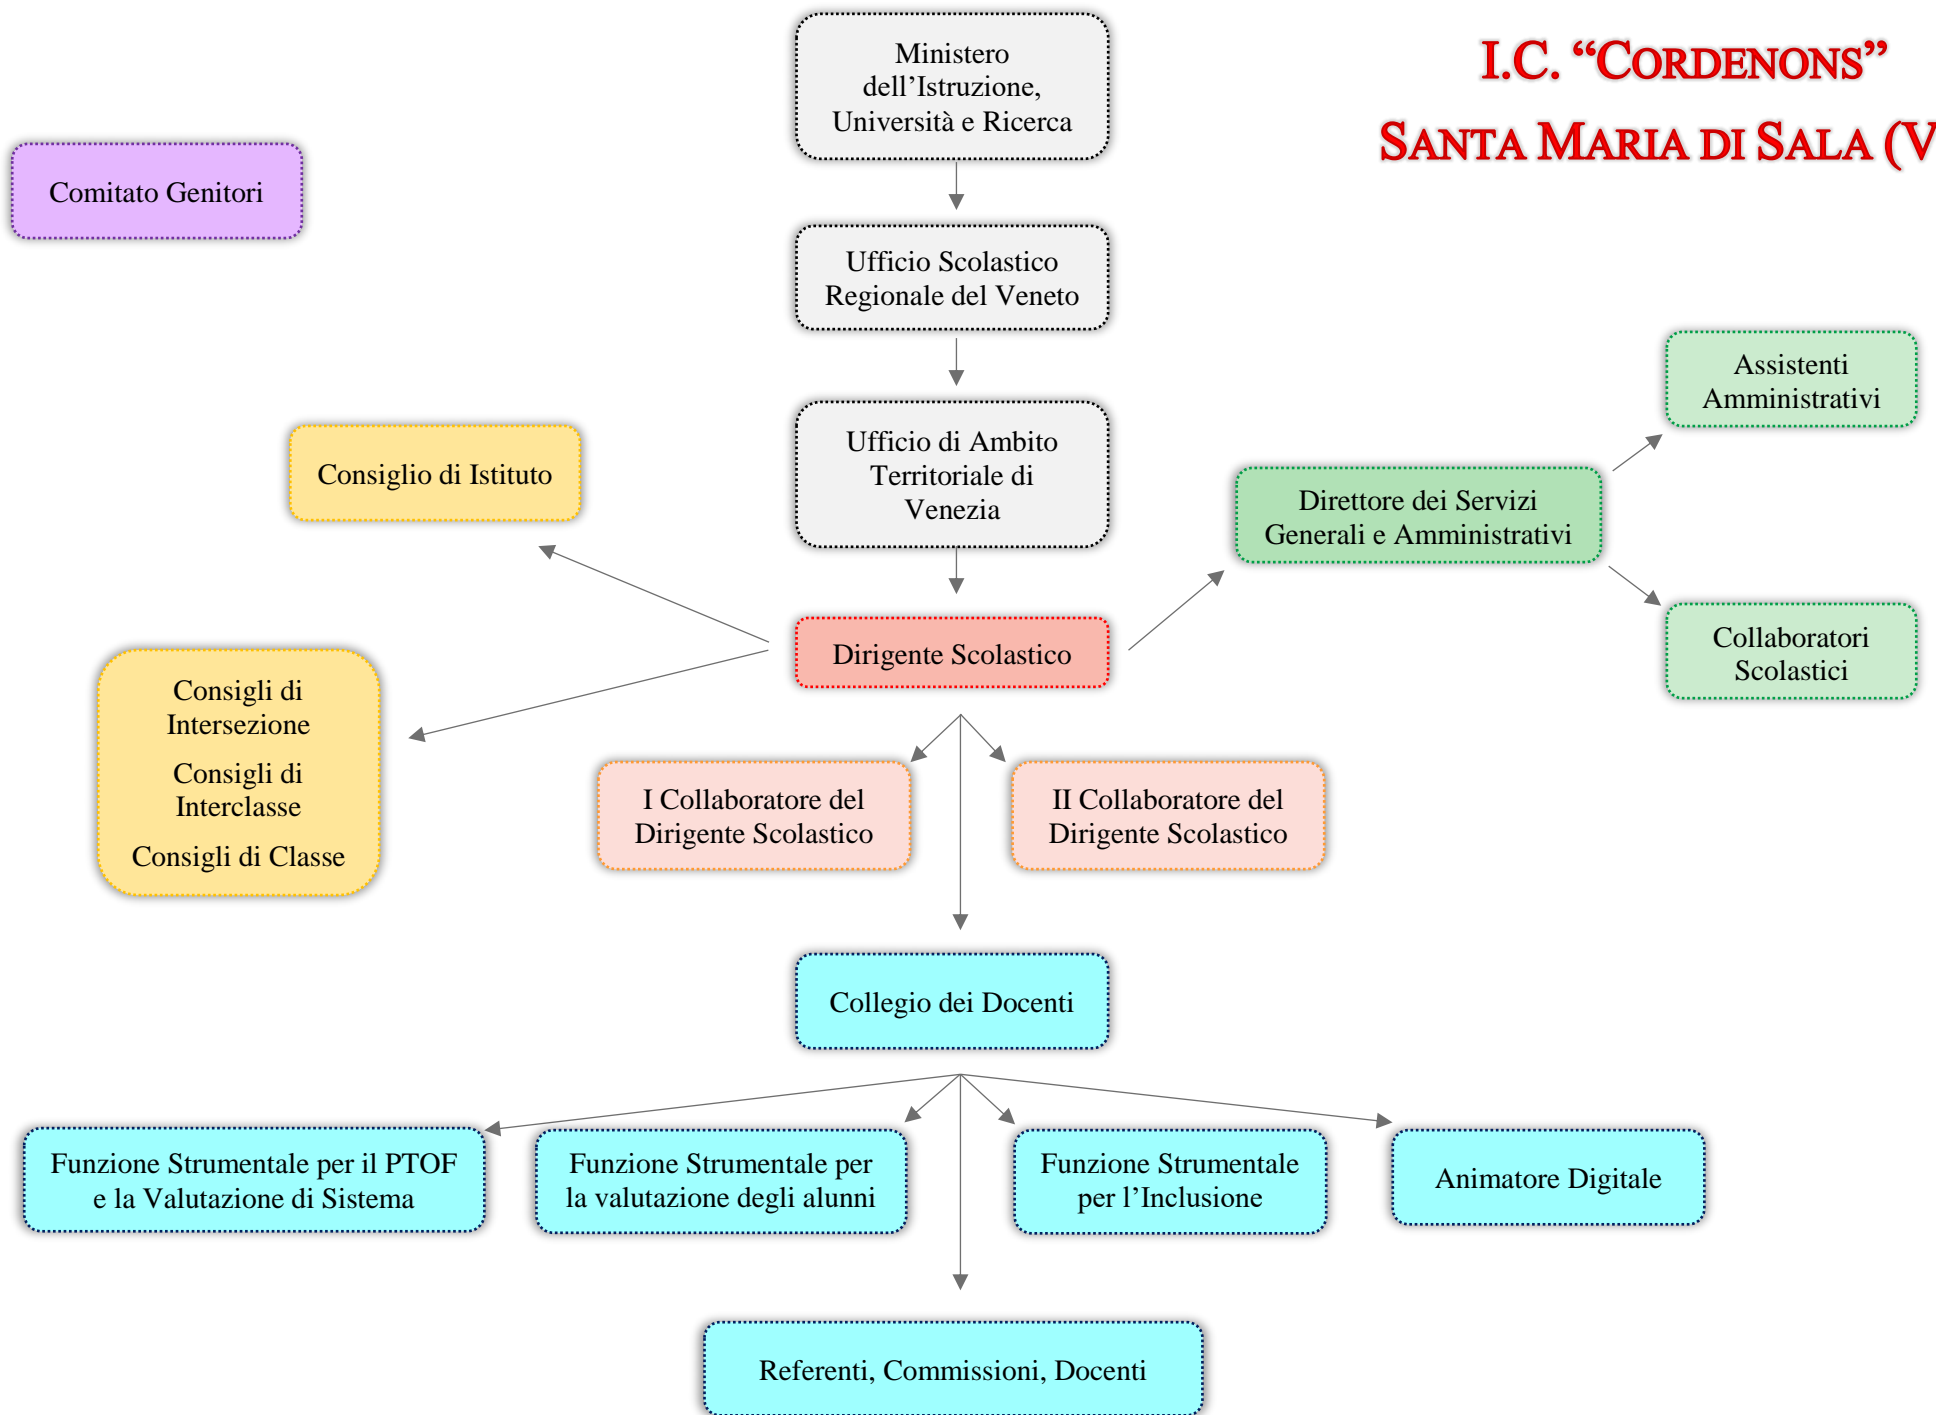 Ministero
dell’Istruzione,
Università e Ricerca
I.C. “CORDENONS”
SANTA MARIA DI SALA (V
Comitato Genitori
Ufficio Scolastico
Regionale del Veneto
Assistenti
Amministrativi
Ufficio di Ambito
Territoriale di
Venezia
Consiglio di Istituto
Direttore dei Servizi
Generali e Amministrativi
Collaboratori
Scolastici
Dirigente Scolastico
Consigli di
Intersezione
Consigli di
Interclasse
Consigli di Classe
I Collaboratore del
Dirigente Scolastico
II Collaboratore del
Dirigente Scolastico
Collegio dei Docenti
Funzione Strumentale per il PTOF
e la Valutazione di Sistema
Funzione Strumentale per
la valutazione degli alunni
Funzione Strumentale
per l’Inclusione
Animatore Digitale
Referenti, Commissioni, Docenti